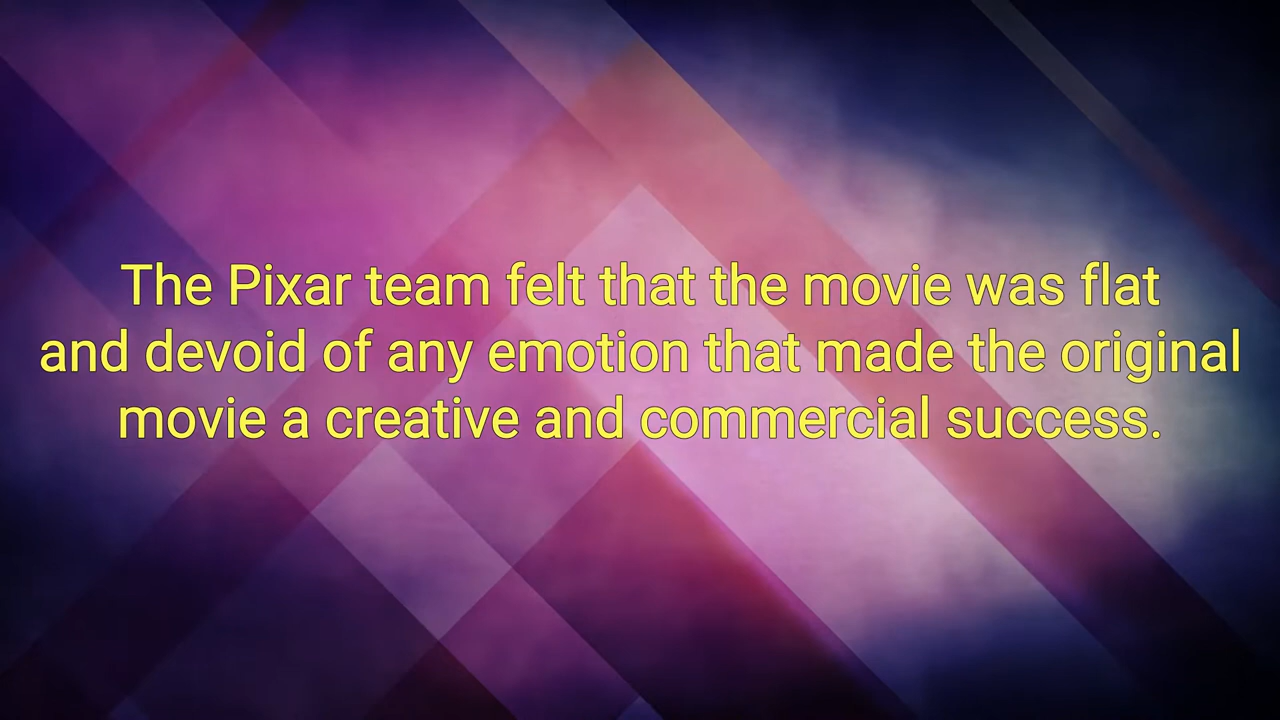 The Pixar team felt that the movie was flat
and devoid of any emotion that made the original
movie a creative and commercial success.